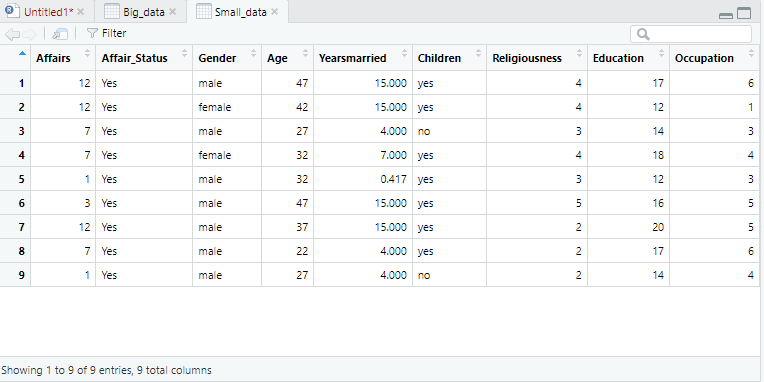 Untitled1* Big_data Small_data
Filter
Affairs Affair_Status Gender Age Yearsmarried Children Religiousness Education Occupation
1 12 Yes male 47 15.000 yes 4 17 6
2 12 Yes female 42 15.000 yes 4 12 1
3 7 Yes male 27 4.000 no 3 14 3
4 7 Yes female 32 7.000 yes 4 18 4
5 1 Yes male 32 0.417 yes 3 12 3
6 3 Yes male 47 15.000 yes 5 16 5
7 12 Yes male 37 15.000 yes 2 20 5
8 7 Yes male 22 4.000 yes 2 17 6
9 1 Yes male 27 4.000 no 2 14 4
Showing 1 to 9 of 9 entries, 9 total columns